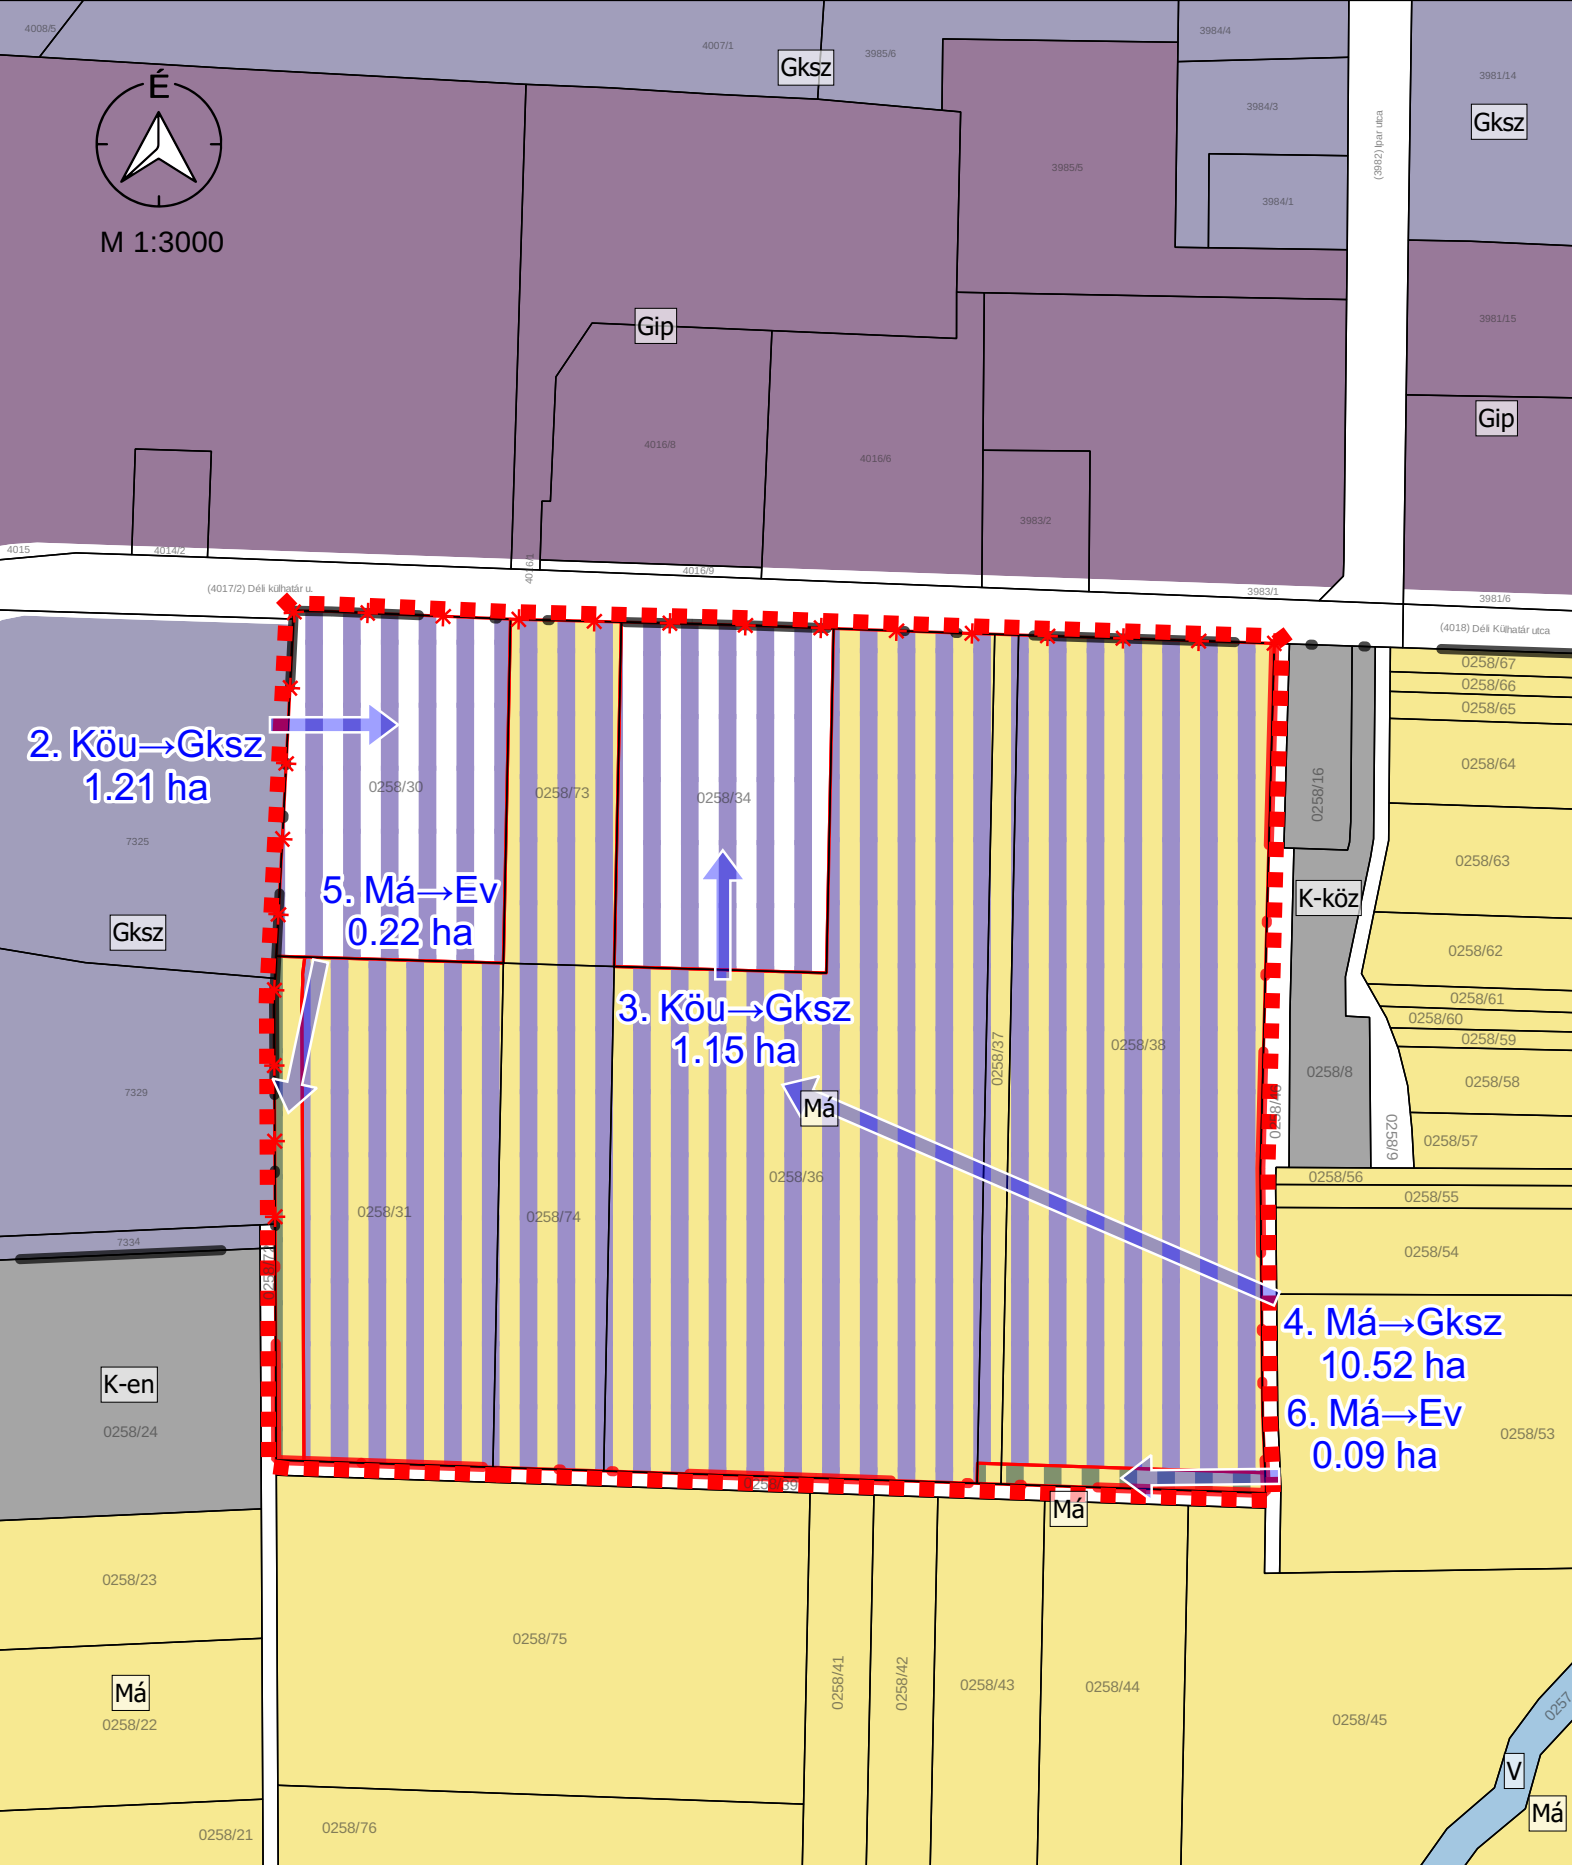 4008/5
4007/1
Gksz
3985/6
3984/4
3981/14
3984/3
Gksz
(3982) Ipar utca
É
3985/5
3984/1
M 1:3000
Gip
3981/15
Gip
4016/8
4016/6
3983/2
4015
4014/2
4016/1
4016/9
(4017/2) Déli külhatár u.
3983/1
3981/6
(4018) Déli Külhatár utca
0258/67
0258/66
0258/65
2. Köu→Gksz
1.21 ha
0258/64
0258/30
0258/73
0258/34
0258/16
7325
0258/63
5. Má→Ev
0.22 ha
K-köz
Gksz
0258/62
0258/61
3. Köu→Gksz
1.15 ha
0258/60
0258/59
0258/37
0258/38
0258/8
0258/58
7329
Má
0258/9
0258/57
0258/36
0258/56
0258/55
0258/31
0258/74
7334
0258/54
4. Má→Gksz
10.52 ha
K-en
6. Má→Ev
0.09 ha
0258/24
0258/53
0258/39
Má
0258/23
0258/75
0258/41
0258/42
0258/43
0258/44
Má
0258/22
0258/45
0257
V
Má
0258/21
0258/76